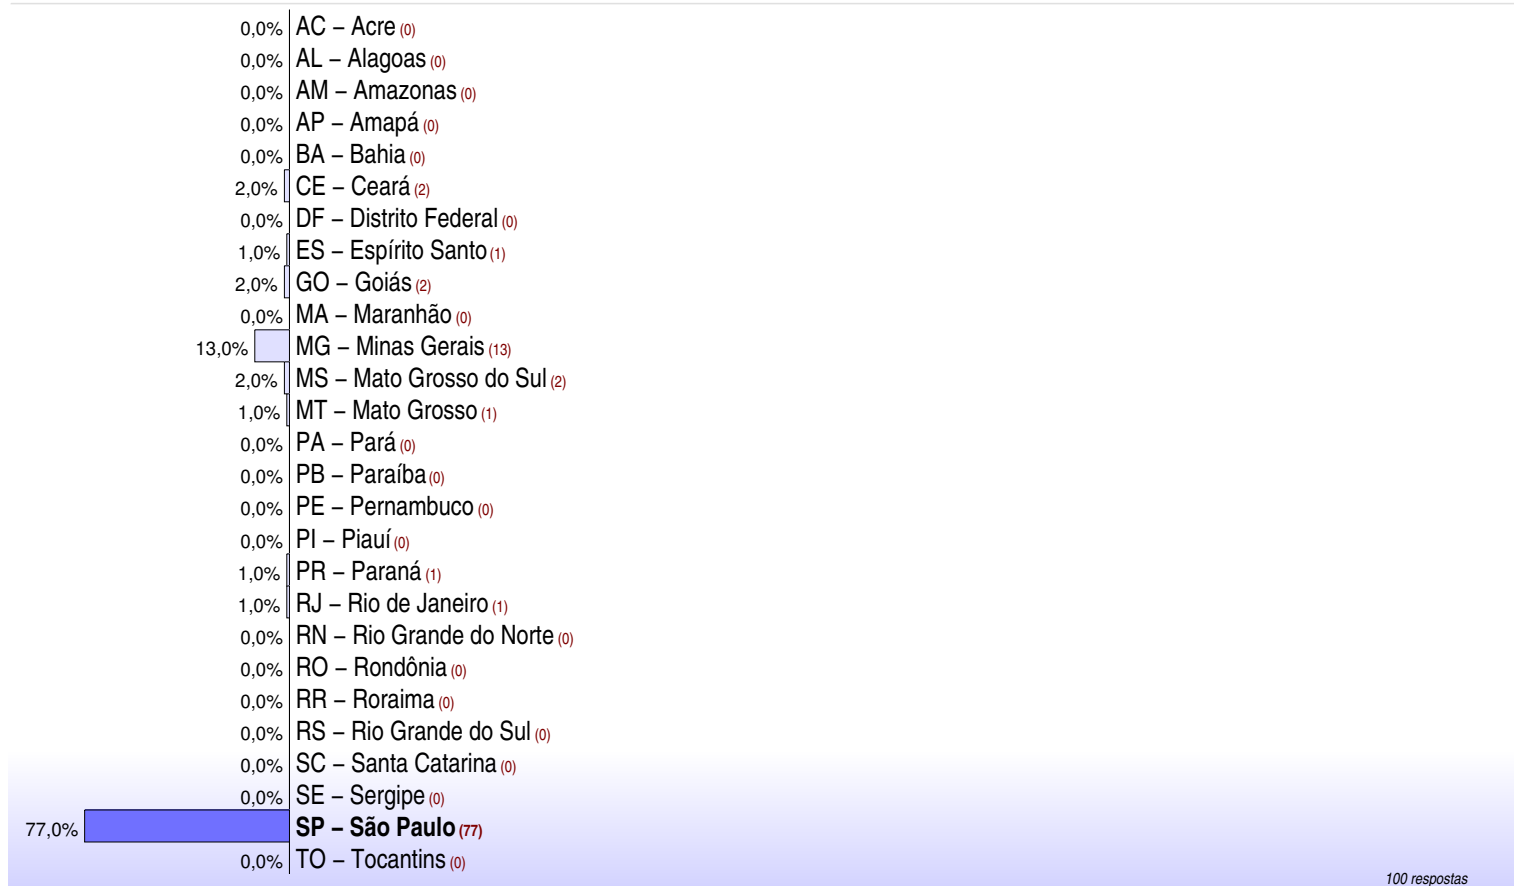 0,0% AC – Acre (0)
0,0% AL – Alagoas (0)
0,0% AM – Amazonas (0)
0,0% AP – Amapá (0)
0,0% BA – Bahia (0)
2,0% CE – Ceará (2)
0,0% DF – Distrito Federal (0)
1,0% ES – Espírito Santo (1)
2,0% GO – Goiás (2)
0,0% MA – Maranhão (0)
13,0% MG – Minas Gerais (13)
2,0% MS – Mato Grosso do Sul (2)
1,0% MT – Mato Grosso (1)
0,0% PA – Pará (0)
0,0% PB – Paraíba (0)
0,0% PE – Pernambuco (0)
0,0% PI – Piauí (0)
1,0% PR – Paraná (1)
1,0% RJ – Rio de Janeiro (1)
0,0% RN – Rio Grande do Norte (0)
0,0% RO – Rondônia (0)
0,0% RR – Roraima (0)
0,0% RS – Rio Grande do Sul (0)
0,0% SC – Santa Catarina (0)
0,0% SE – Sergipe (0)
77,0% SP – São Paulo (77)
0,0% TO – Tocantins (0)
100 respostas